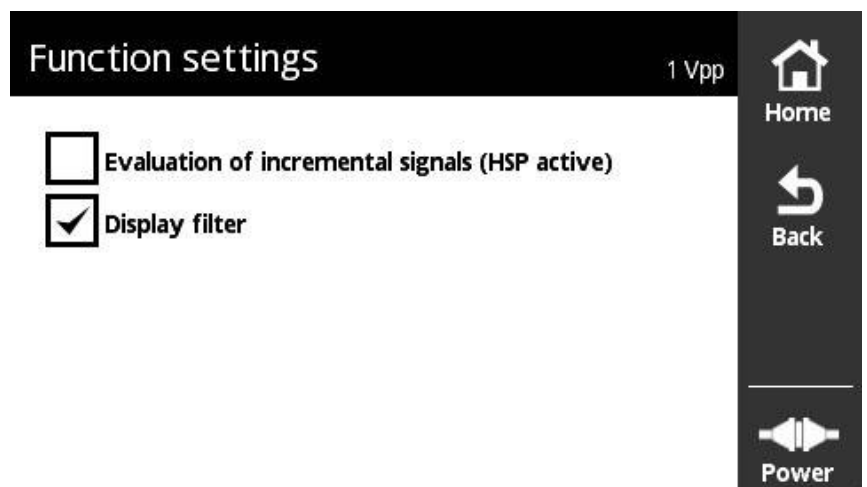 Function settings
1 Vpp
Home
Evaluation of incremental signals (HSP active)
Display filter
Back
Power